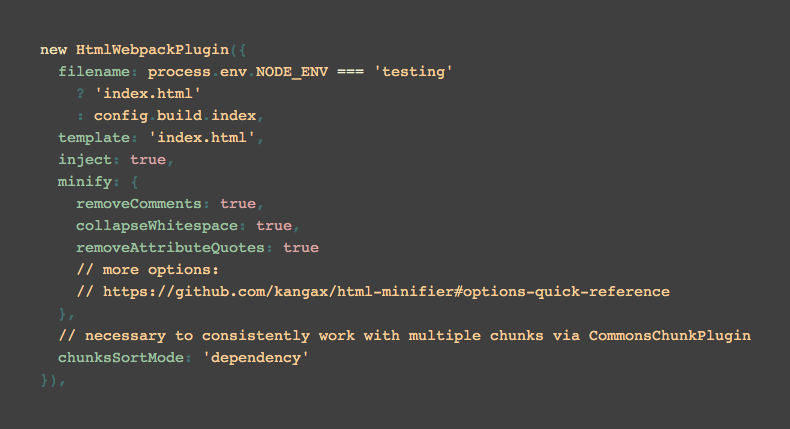 new HtmlWebpackPlugin({
  filename: process.env.NODE_ENV === 'testing'
    ? 'index.html'
    : config.build.index,
  template: 'index.html',
  inject: true,
  minify: {
    removeComments: true,
    collapseWhitespace: true,
    removeAttributeQuotes: true
    // more options:
    // https://github.com/kangax/html-minifier#options-quick-reference
  },
  // necessary to consistently work with multiple chunks via CommonsChunkPlugin
  chunksSortMode: 'dependency'
}),